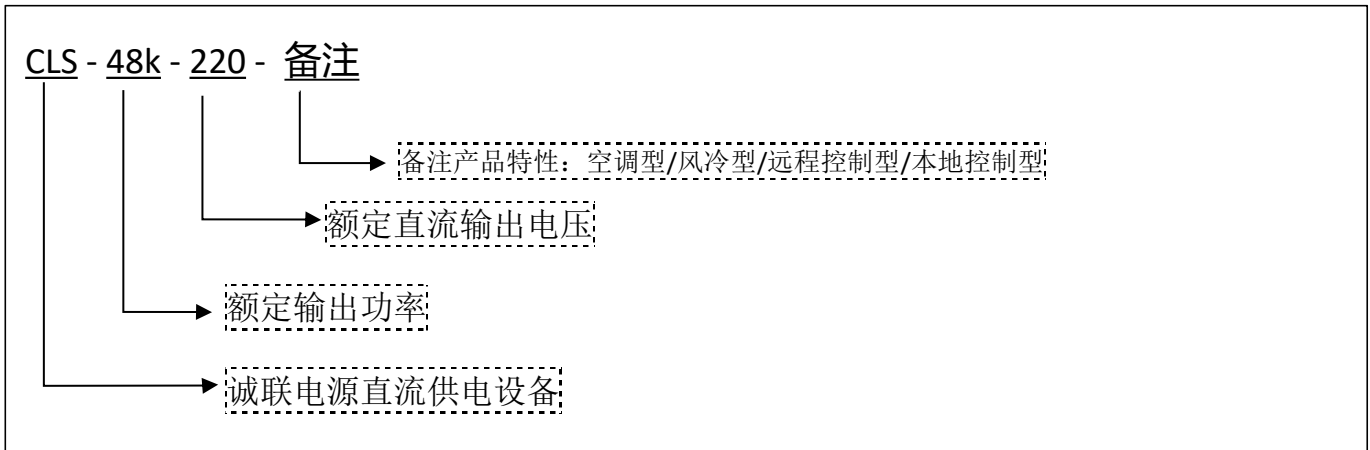 CLS - 48k - 220 - 备注
备注产品特性：空调型/风冷型/远程控制型/本地控制型
额定直流输出电压
额定输出功率
诚联电源直流供电设备